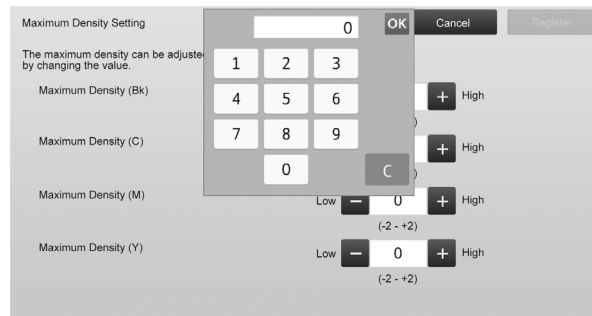 Maximum Density Setting
0
OK
Cancel
Register
The maximum density can be adjuste
by changing the value.
1 2 3
4 5 6
7 8 9
0 C
Maximum Density (Bk)
+ High
)
Maximum Density (C)
+ High
)
Maximum Density (M)
Low − 0 + High
(-2 - +2)
Maximum Density (Y)
Low − 0 + High
(-2 - +2)